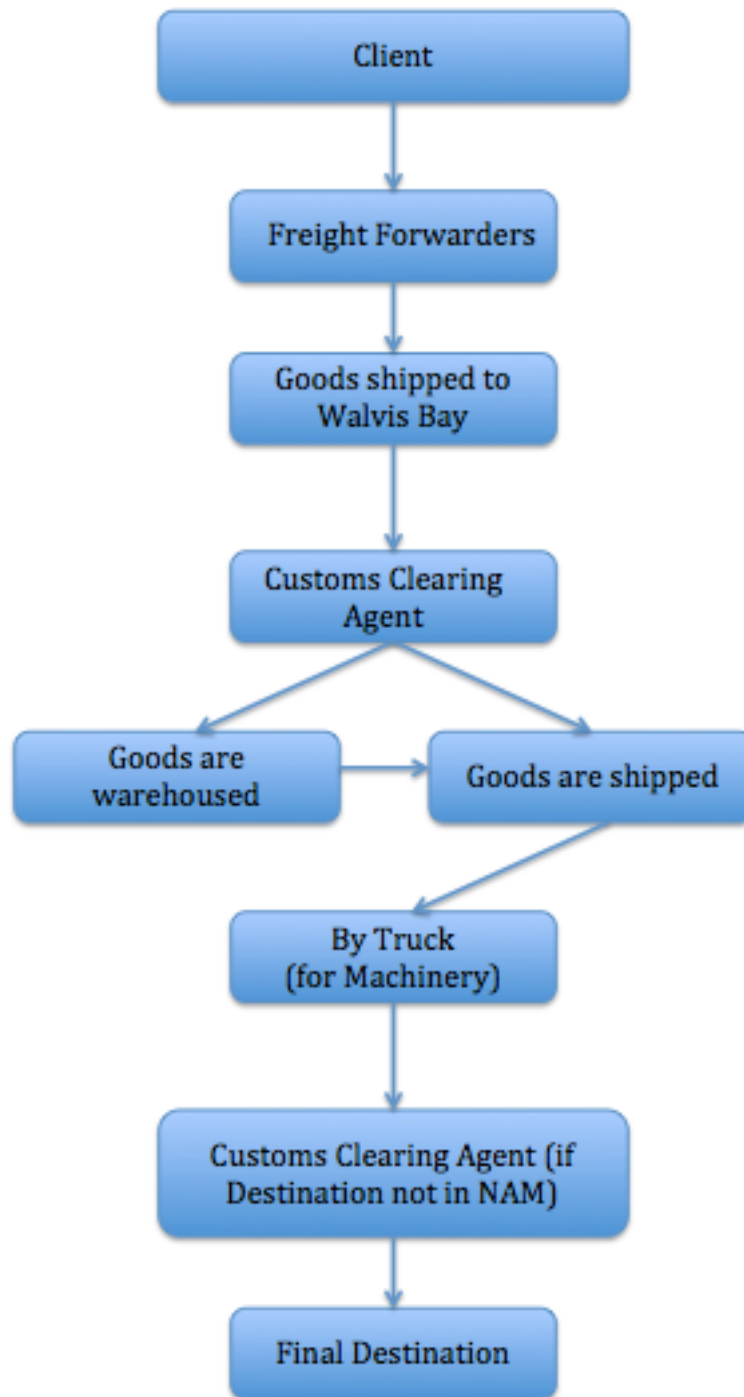 Client
Freight Forwarders
Goods shipped to
Walvis Bay
Customs Clearing
Agent
Goods are
warehoused
Goods are shipped
By Truck
(for Machinery)
Customs Clearing Agent (if
Destination not in NAM)
Final Destination